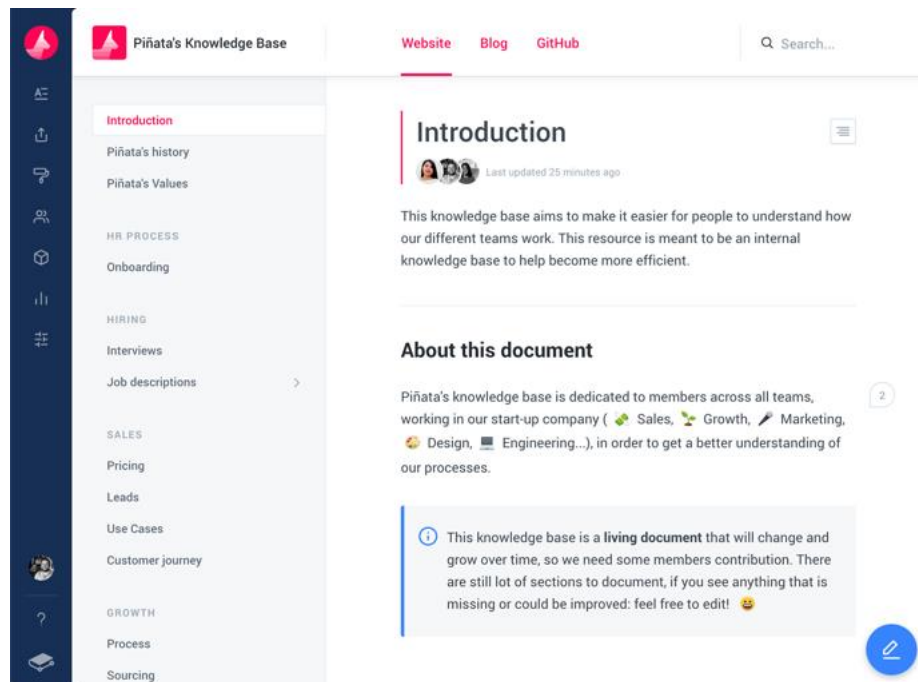 Piñata's Knowledge Base
Website Blog GitHub
Search...
Introduction
Piñata's history
Piñata's Values
HR PROCESS
Onboarding
HIRING
Interviews
Job descriptions
SALES
Pricing
Leads
Use Cases
Customer journey
GROWTH
Process
Sourcing
?
Introduction
Last updated 25 minutes ago
This knowledge base aims to make it easier for people to understand how
our different teams work. This resource is meant to be an internal
knowledge base to help become more efficient.
About this document
Piñata's knowledge base is dedicated to members across all teams,
working in our start-up company ( 💸 Sales, 🌱 Growth, 🎤 Marketing,
🎨 Design, 💻 Engineering...), in order to get a better understanding of
our processes.
2
This knowledge base is a living document that will change and
grow over time, so we need some members contribution. There
are still lot of sections to document, if you see anything that is
missing or could be improved: feel free to edit! 😄